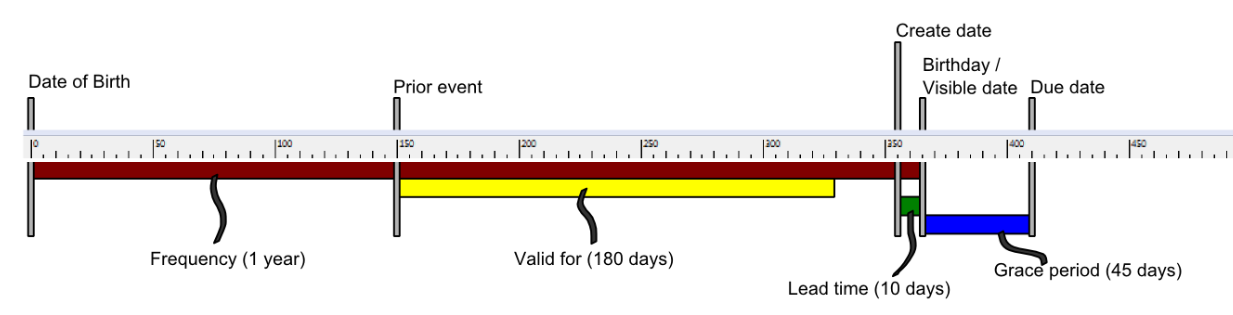 Create date
Birthday /
Date of Birth
Prior event
Visible date
Due date
0
50
100
150
200
250
300
350
400
450
Frequency (1 year)
Valid for (180 days)
Grace period (45 days)
Lead time (10 days)